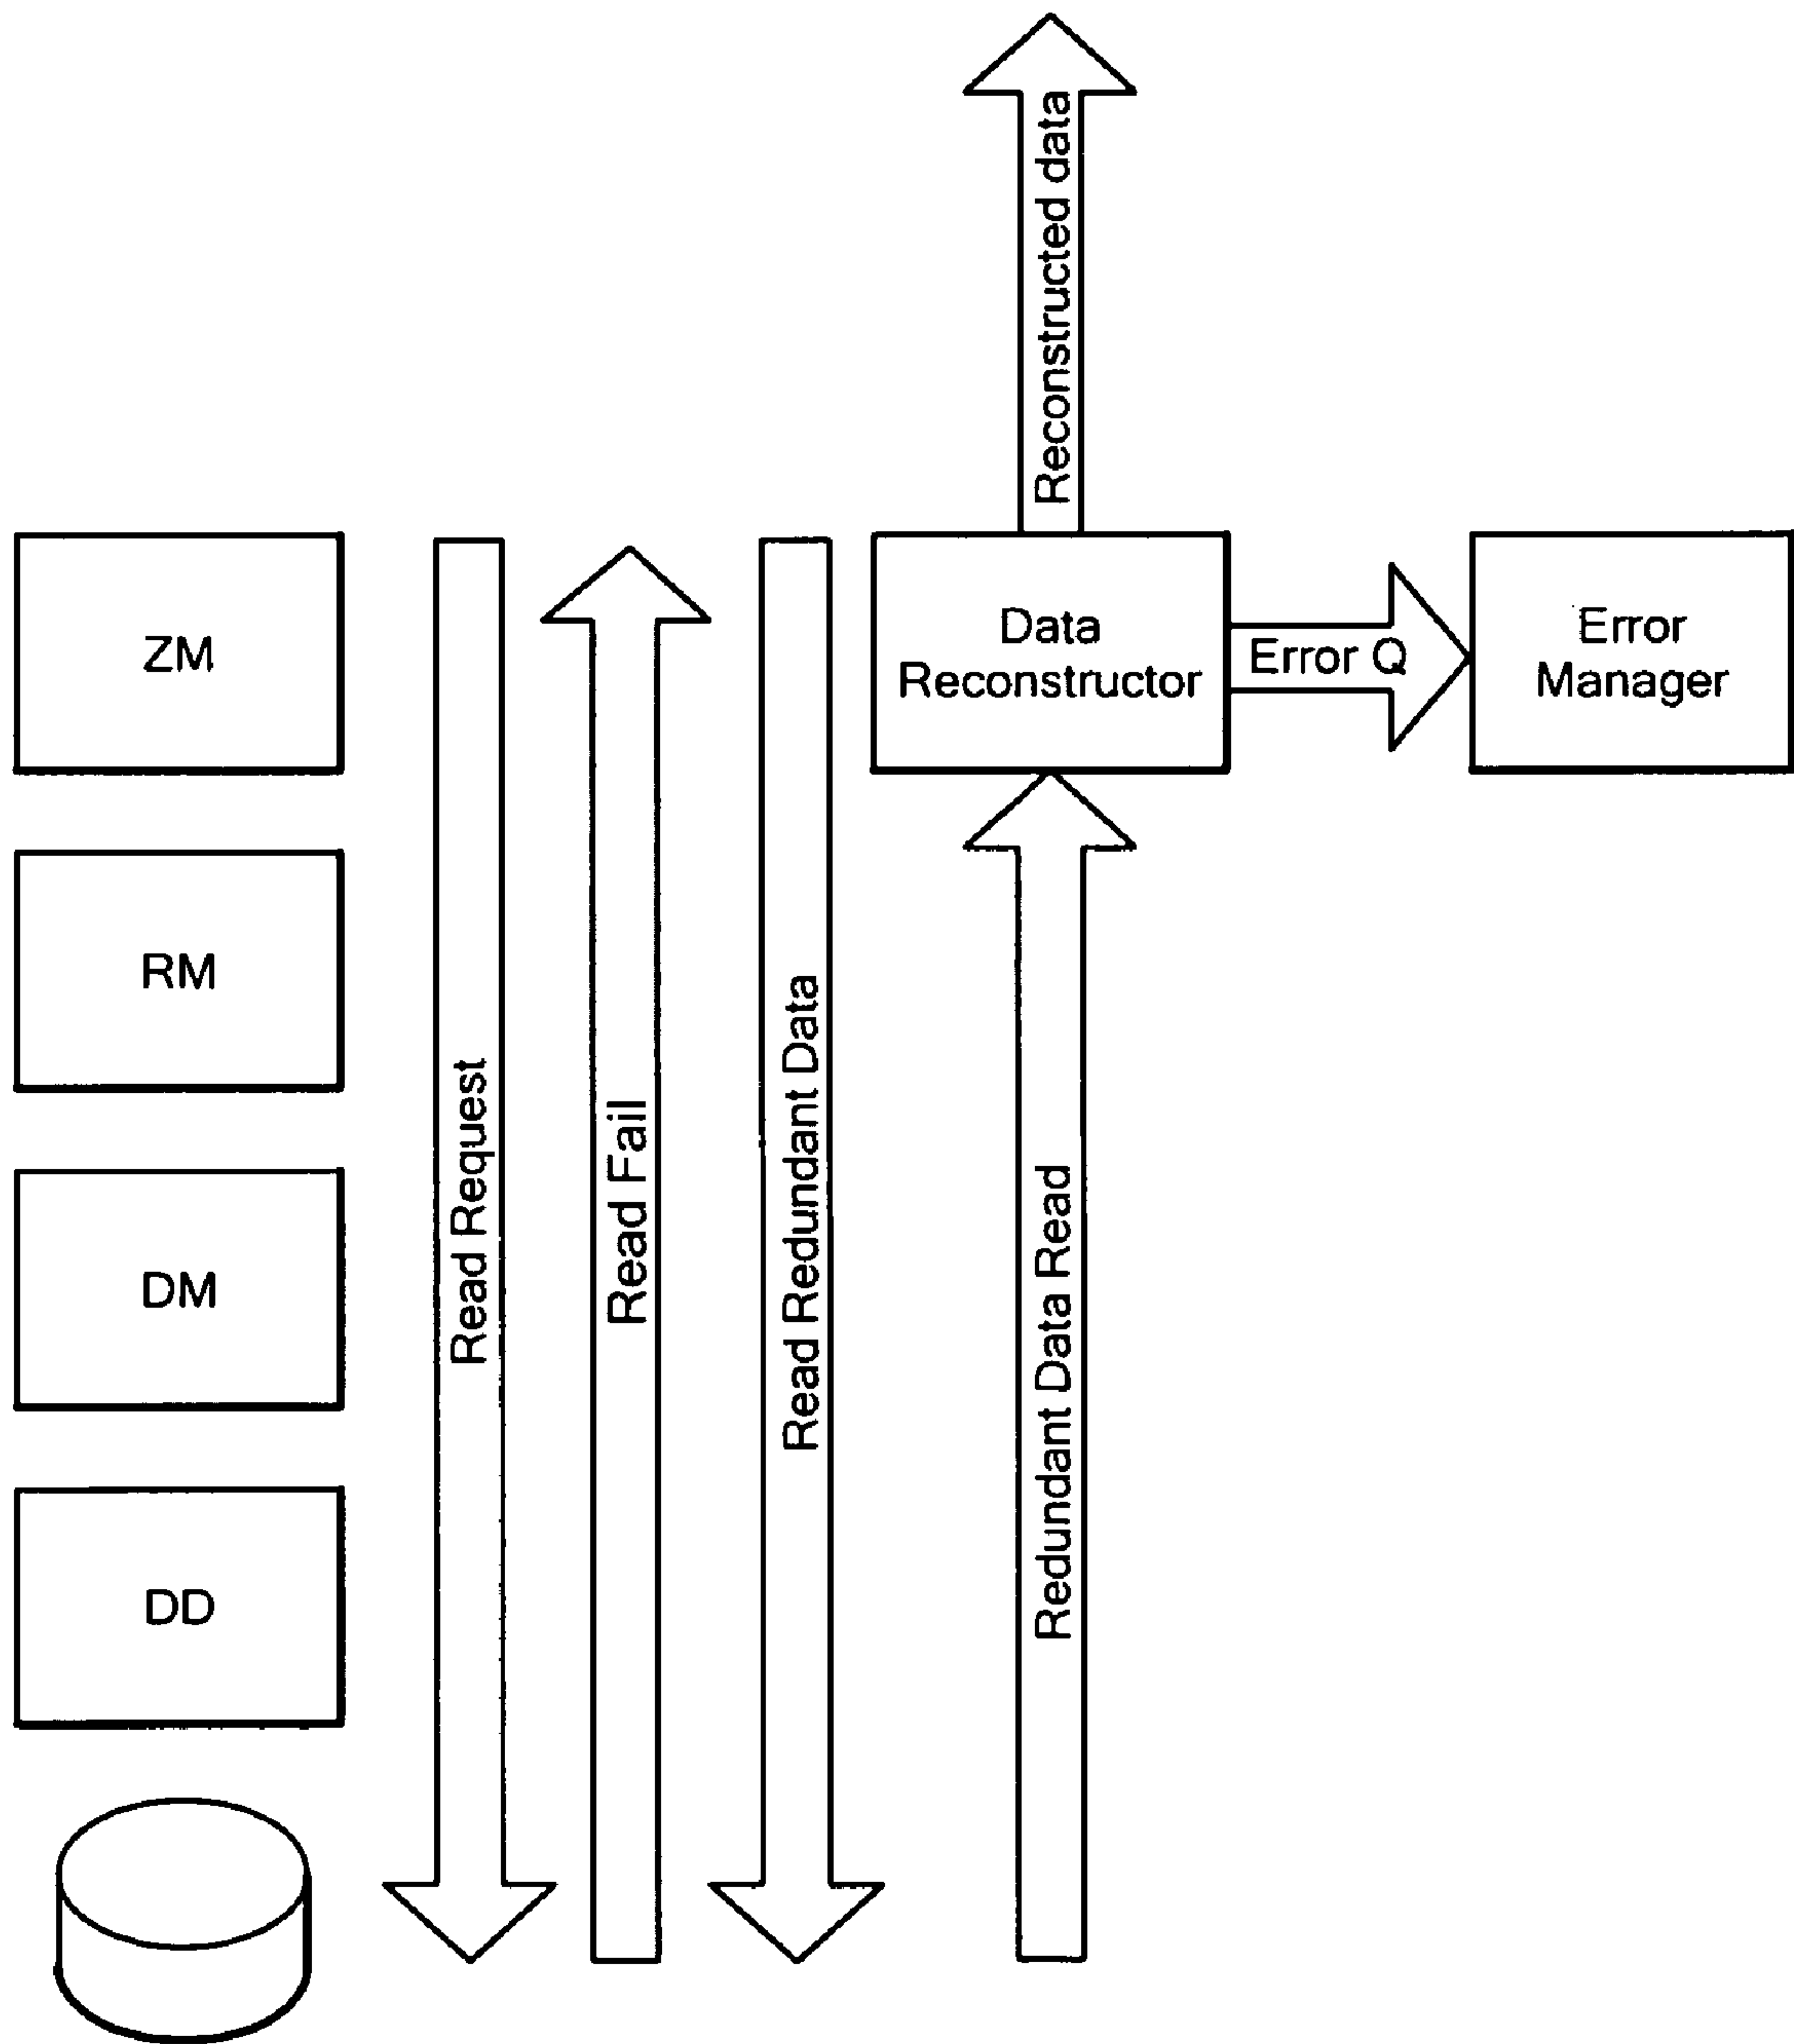 Reconstructed data
ZM
Data
Reconstructor
Error Q
Error
Manager
RM
DM
DD
Read Request
Read Fail
Read Redundant Data
Redundant Data Read